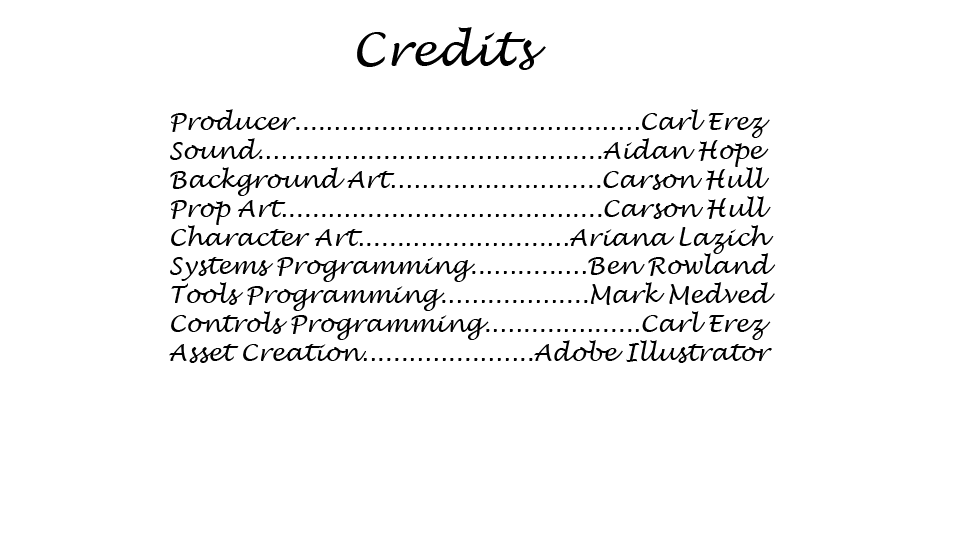 Credits
Producer............................................Carl Erez
Sound............................................Aidan Hope
Background Art...........................Carson Hull
Prop Art.........................................Carson Hull
Character Art...........................Ariana Lazich
Systems Programming...............Ben Rowland
Tools Programming...................Mark Medved
Controls Programming....................Carl Erez
Asset Creation......................Adobe Illustrator